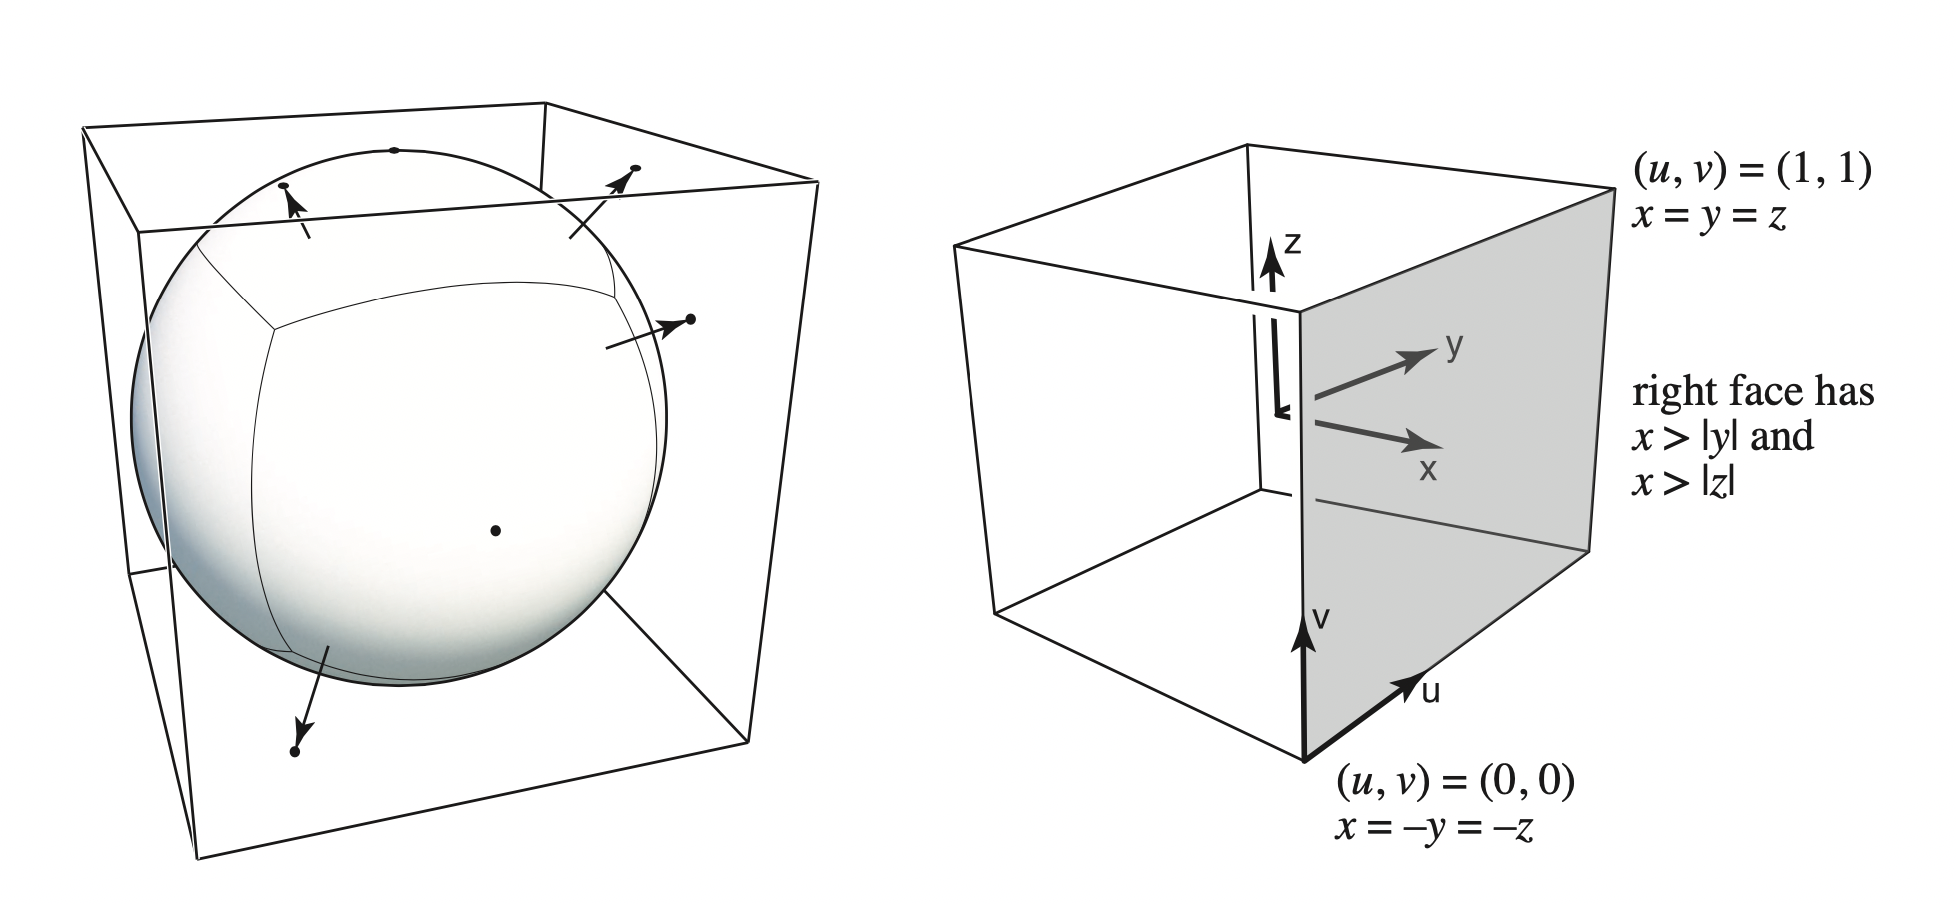 (u, v) = (1, 1)
x = y = z
z
y
x
right face has
x > |y| and
x > |z|
v
u
(u, v) = (0, 0)
x = –y = –z